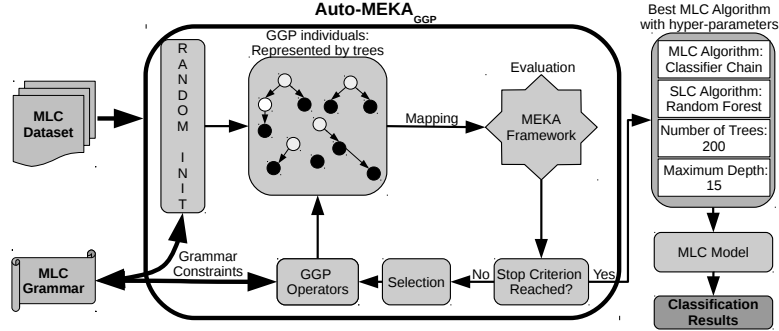 Auto-MEKA GGP
Best MLC Algorithm
with hyper-parameters
MLC
Dataset
RANDOM INIT
GGP individuals:
Represented by trees
Mapping
Evaluation
MEKA
Framework
MLC Algorithm:
Classifier Chain
SLC Algorithm:
Random Forest
Number of Trees:
200
Maximum Depth:
15
MLC
Grammar
Grammar
Constraints
GGP
Operators
Selection
No
Stop Criterion
Reached?
Yes
MLC Model
Classification
Results